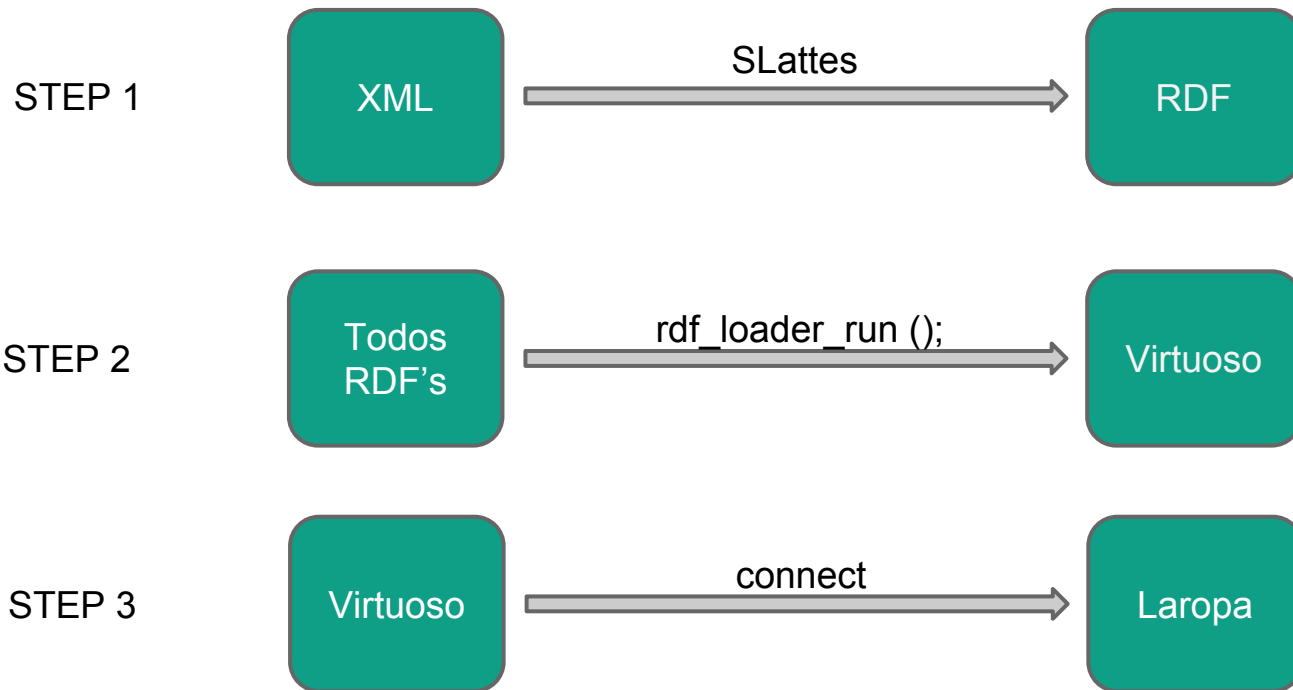 STEP 1
XML
SLattes
RDF
STEP 2
Todos
RDF's
rdf_loader_run ();
Virtuoso
STEP 3
Virtuoso
connect
Laropa